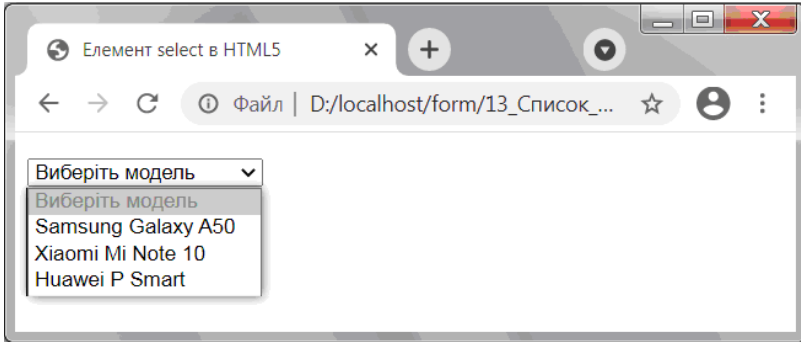 Елемент select в HTML5
Файл | D:/localhost/form/13_Список_...
Виберіть модель
Виберіть модель
Samsung Galaxy A50
Xiaomi Mi Note 10
Huawei P Smart